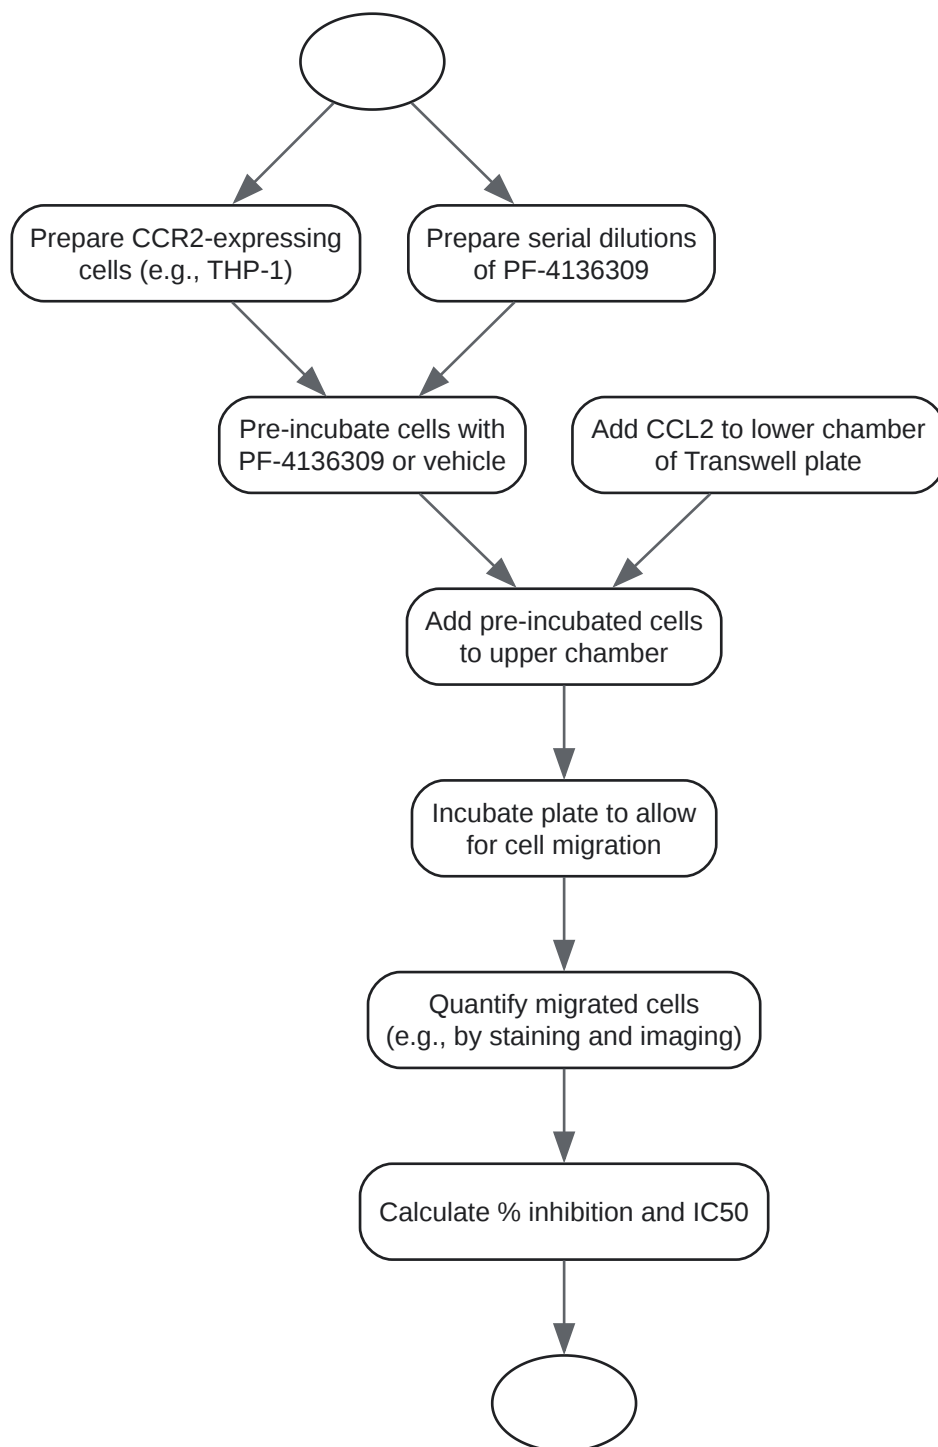 Prepare CCR2-expressing
cells (e.g., THP-1)
Prepare serial dilutions
of PF-4136309
Pre-incubate cells with
PF-4136309 or vehicle
Add CCL2 to lower chamber
of Transwell plate
Add pre-incubated cells
to upper chamber
Incubate plate to allow
for cell migration
Quantify migrated cells
(e.g., by staining and imaging)
Calculate % inhibition and IC50